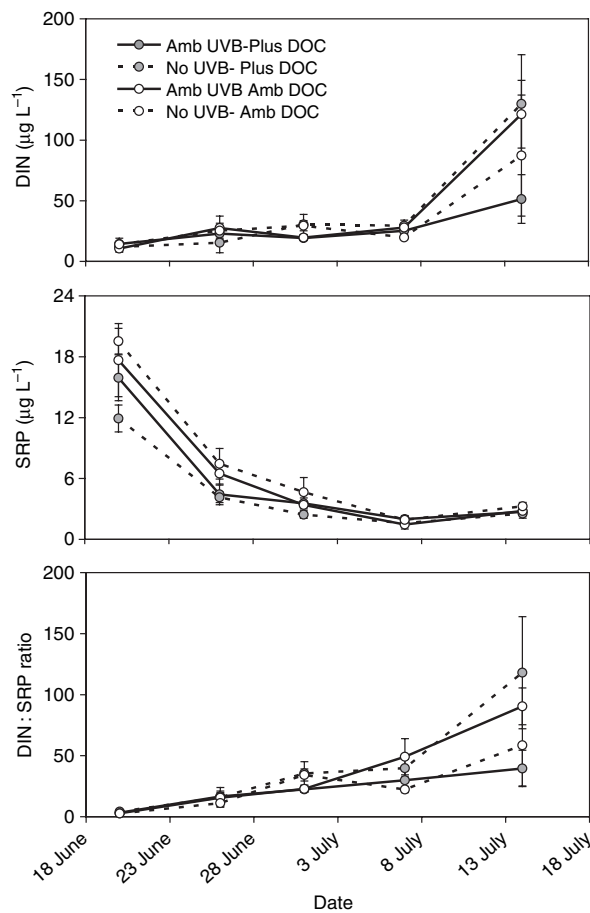 200
150
100
50
0
DIN (µg L⁻¹)
Amb UVB-Plus DOC
No UVB- Plus DOC
Amb UVB Amb DOC
No UVB- Amb DOC
24
18
12
6
0
SRP (µg L⁻¹)
200
150
100
50
0
DIN : SRP ratio
18 June
23 June
28 June
3 July
8 July
13 July
18 July
Date